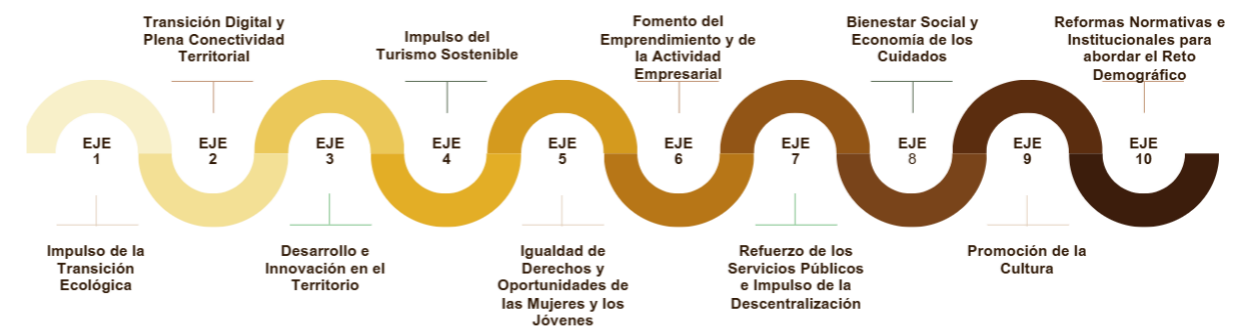 EJE
1
Impulso de la
Transición
Ecológica
Transición Digital y
Plena Conectividad
Territorial
EJE
2
EJE
3
Desarrollo e
Innovación en el
Territorio
Impulso del
Turismo Sostenible
EJE
4
EJE
5
Igualdad de
Derechos y
Oportunidades de
las Mujeres y los
Jóvenes
Fomento del
Emprendimiento y de
la Actividad
Empresarial
EJE
6
EJE
7
Refuerzo de los
Servicios Públicos
e Impulso de la
Descentralización
Bienestar Social y
Economía de los
Cuidados
EJE
8
EJE
9
Promoción de la
Cultura
Reformas Normativas e
Institucionales para
abordar el Reto
Demográfico
EJE
10